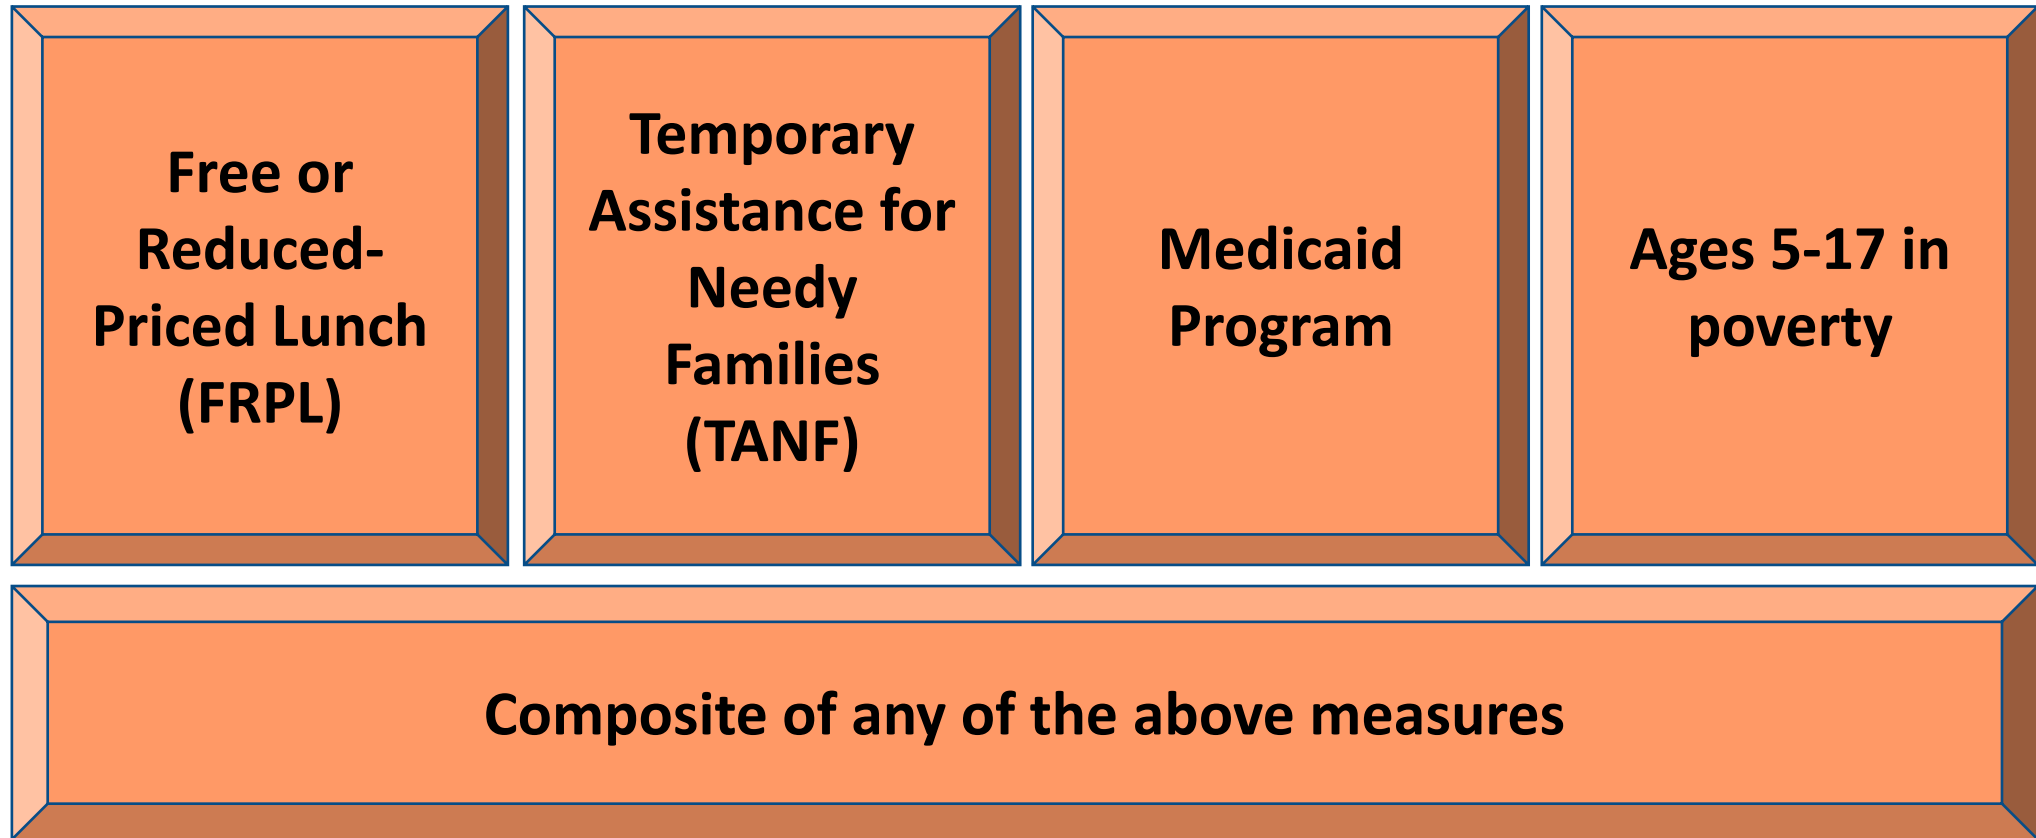 Free or
Reduced-
Priced Lunch
(FRPL)
Temporary
Assistance for
Needy
Families
(TANF)
Medicaid
Program
Ages 5-17 in
poverty
Composite of any of the above measures